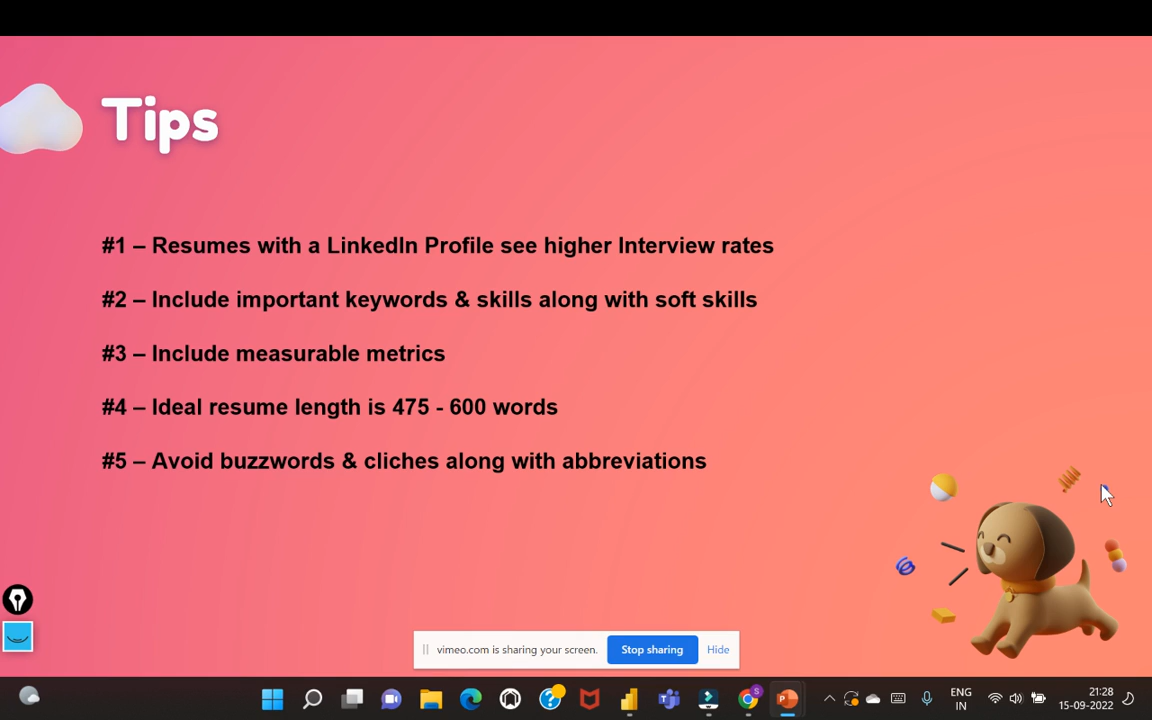 Tips
#1 – Resumes with a LinkedIn Profile see higher Interview rates
#2 – Include important keywords & skills along with soft skills
#3 – Include measurable metrics
#4 – Ideal resume length is 475 - 600 words
#5 – Avoid buzzwords & cliches along with abbreviations
vimeo.com is sharing your screen.
Stop sharing
Hide
ENG
IN
21:28
15-09-2022